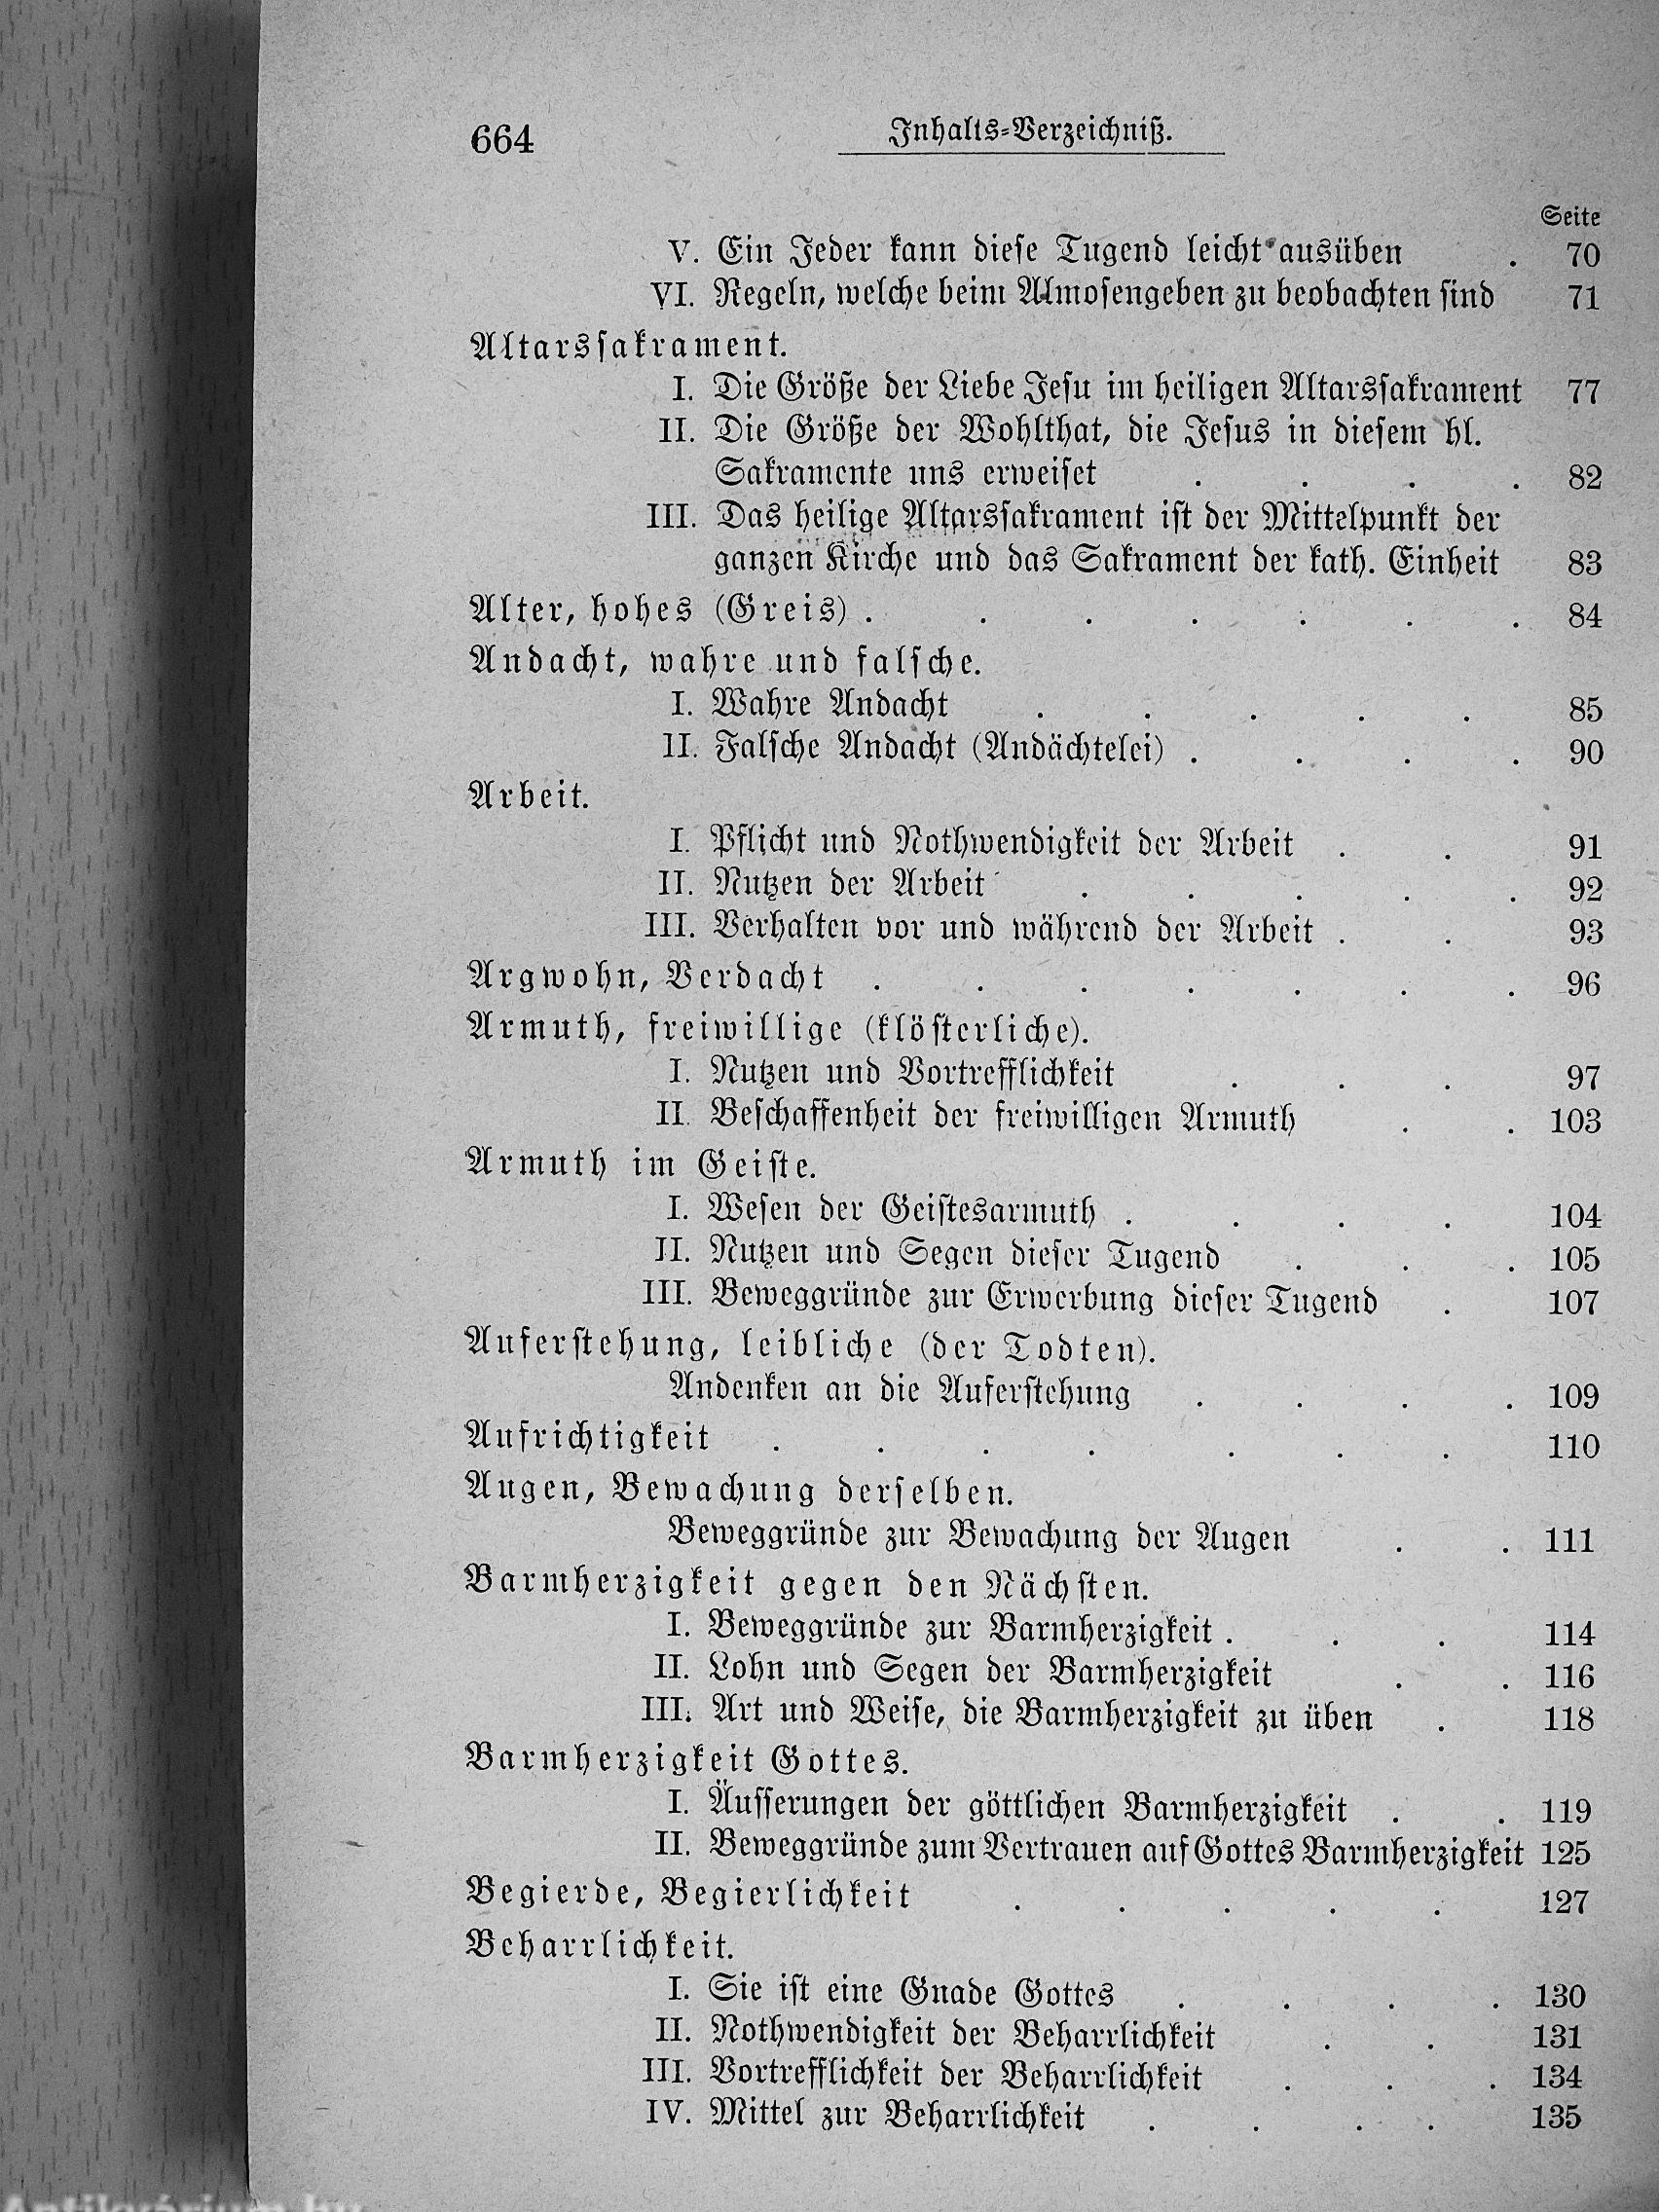 664
Inhalts-Verzeichniß.
Seite
V. Ein Jeder kann diese Tugend leicht ausüben . 70
VI. Regeln, welche beim Almosengeben zu beobachten sind 71
Altarssakrament.
I. Die Größe der Liebe Jesu im heiligen Altarssakrament 77
II. Die Größe der Wohlthat, die Jesus in diesem hl.
Sakramente uns erweiset . . . . 82
III. Das heilige Altarssakrament ist der Mittelpunkt der
ganzen Kirche und das Sakrament der kath. Einheit 83
Alter, hohes (Greis) . . . . . . . 84
Andacht, wahre und falsche.
I. Wahre Andacht . . . . . 85
II. Falsche Andacht (Andächtelei) . . . . 90
Arbeit.
I. Pflicht und Nothwendigkeit der Arbeit . . 91
II. Nutzen der Arbeit . . . . . 92
III. Verhalten vor und während der Arbeit . . 93
Argwohn, Verdacht . . . . . . . 96
Armuth, freiwillige (klösterliche).
I. Nutzen und Vortrefflichkeit . . . 97
II. Beschaffenheit der freiwilligen Armuth . . 103
Armuth im Geiste.
I. Wesen der Geistesarmuth . . . . 104
II. Nutzen und Segen dieser Tugend . . . 105
III. Beweggründe zur Erwerbung dieser Tugend . 107
Auferstehung, leibliche (der Todten).
Andenken an die Auferstehung . . . . 109
Aufrichtigkeit . . . . . . . 110
Augen, Bewachung derselben.
Beweggründe zur Bewachung der Augen . . 111
Barmherzigkeit gegen den Nächsten.
I. Beweggründe zur Barmherzigkeit . . . 114
II. Lohn und Segen der Barmherzigkeit . . 116
III. Art und Weise, die Barmherzigkeit zu üben . 118
Barmherzigkeit Gottes.
I. Äusserungen der göttlichen Barmherzigkeit . . 119
II. Beweggründe zum Vertrauen auf Gottes Barmherzigkeit 125
Begierde, Begierlichkeit . . . . . 127
Beharrlichkeit.
I. Sie ist eine Gnade Gottes . . . . 130
II. Nothwendigkeit der Beharrlichkeit . . 131
III. Vortrefflichkeit der Beharrlichkeit . . . 134
IV. Mittel zur Beharrlichkeit . . . . 135